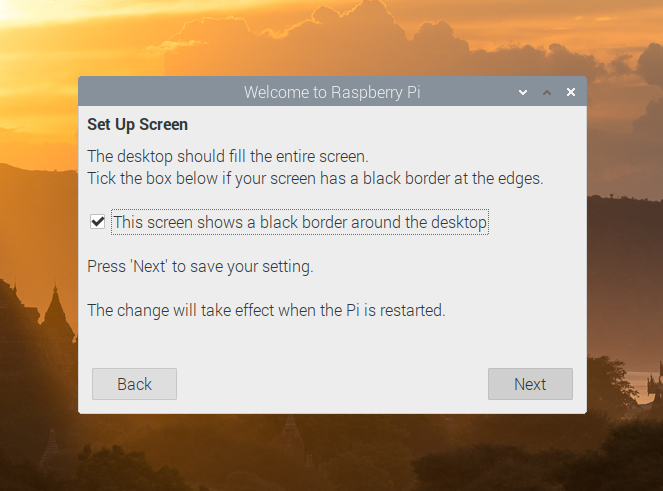 Welcome to Raspberry Pi
Set Up Screen
The desktop should fill the entire screen.
Tick the box below if your screen has a black border at the edges.
This screen shows a black border around the desktop
Press 'Next' to save your setting.
The change will take effect when the Pi is restarted.
Back
Next